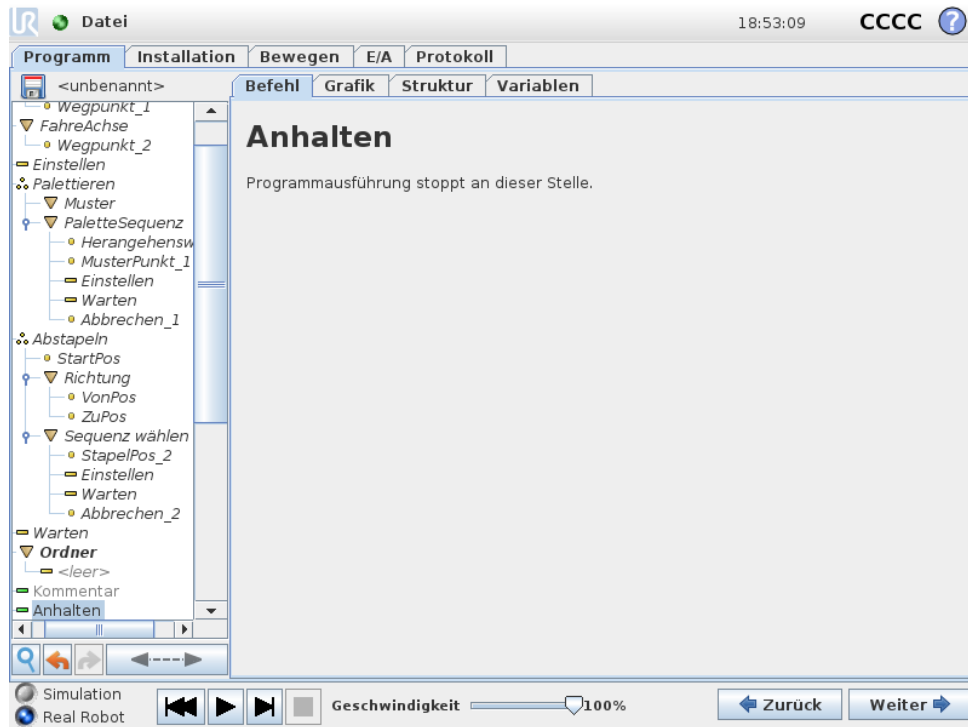 UR Datei 18:53:09 CCCC ?
Programm Installation Bewegen E/A Protokoll
<unbenannt> Befehl Grafik Struktur Variablen
Wegpunkt_1
FahreAchse
Wegpunkt_2
Einstellen
Palettieren
Muster
PaletteSequenz
Herangehensw
MusterPunkt_1
Einstellen
Warten
Abbrechen_1
Abstapeln
StartPos
Richtung
VonPos
ZuPos
Sequenz wählen
StapelPos_2
Einstellen
Warten
Abbrechen_2
Warten
Ordner
<leer>
Kommentar
Anhalten
Anhalten
Programmausführung stoppt an dieser Stelle.
Simulation
Real Robot
Geschwindigkeit 100%
Zurück Weiter